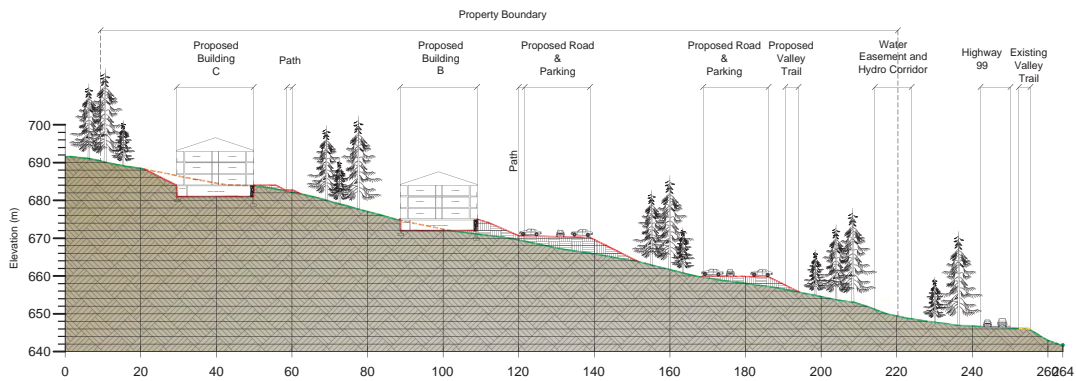 Property Boundary
Proposed
Building
C
Path
Proposed
Building
B
Proposed Road
&
Parking
Proposed Road
&
Parking
Proposed
Valley
Trail
Water
Easement and
Hydro Corridor
Highway
99
Existing
Valley
Trail
Path
Elevation (m)
700
690
680
670
660
650
640
0
20
40
60
80
100
120
140
160
180
200
220
240
260
264